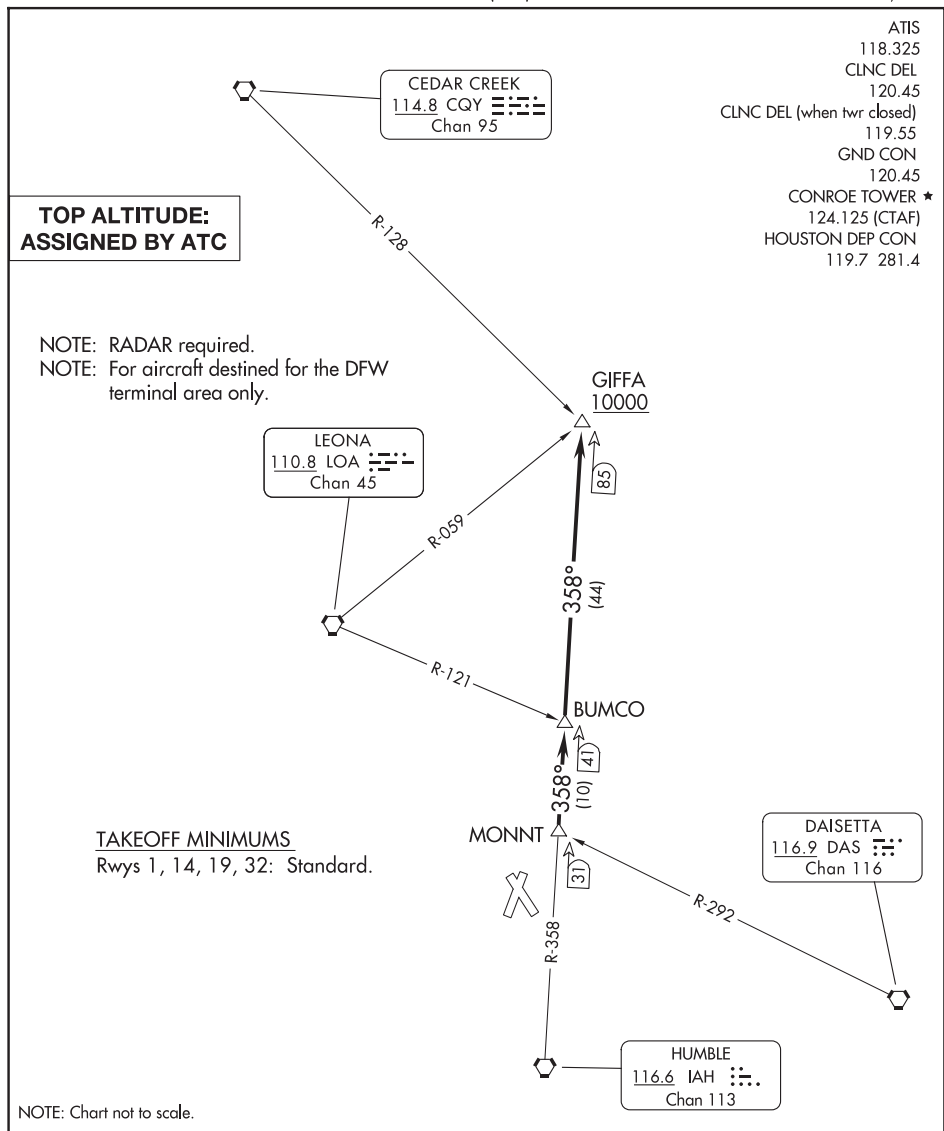 ATIS
118.325
CLNC DEL
120.45
CLNC DEL (when twr closed)
119.55
GND CON
120.45
CONROE TOWER ★
124.125 (CTAF)
HOUSTON DEP CON
119.7 281.4
CEDAR CREEK
114.8 CQY
Chan 95
TOP ALTITUDE:
ASSIGNED BY ATC
R-128
NOTE: RADAR required.
NOTE: For aircraft destined for the DFW
terminal area only.
GIFFA
10000
LEONA
110.8 LOA
Chan 45
85
R-059
358°
(44)
R-121
BUMCO
41
358°
(10)
MONNT
31
TAKEOFF MINIMUMS
Rwys 1, 14, 19, 32: Standard.
DAISETTA
116.9 DAS
Chan 116
R-292
R-358
HUMBLE
116.6 IAH
Chan 113
NOTE: Chart not to scale.